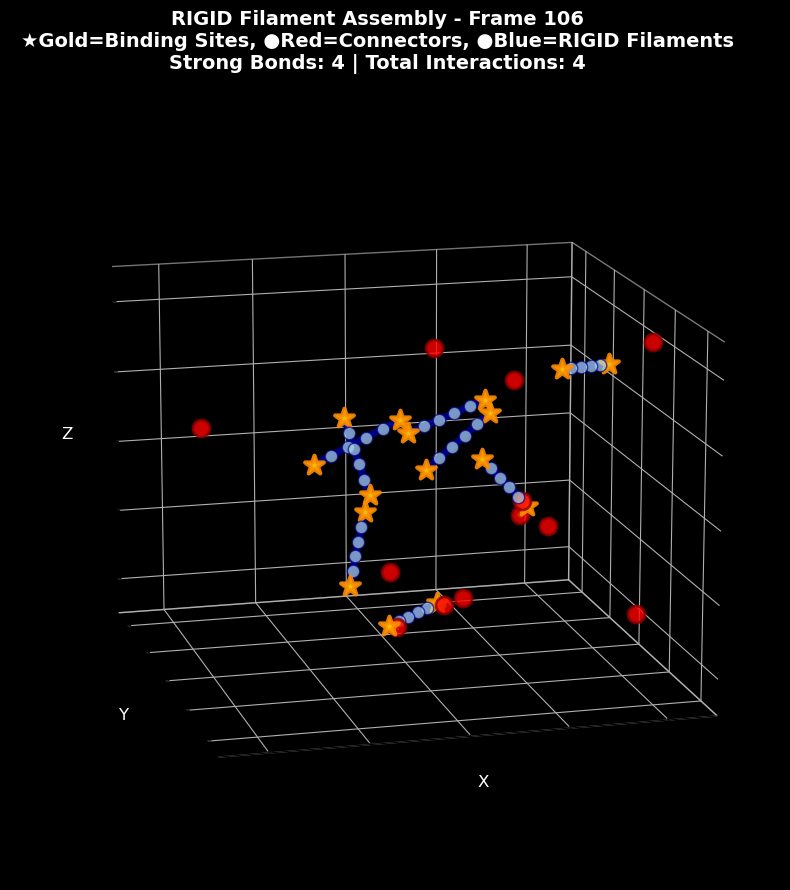 RIGID Filament Assembly - Frame 106
★Gold=Binding Sites, ●Red=Connectors, ●Blue=RIGID Filaments
Strong Bonds: 4 | Total Interactions: 4
Z
Y
X